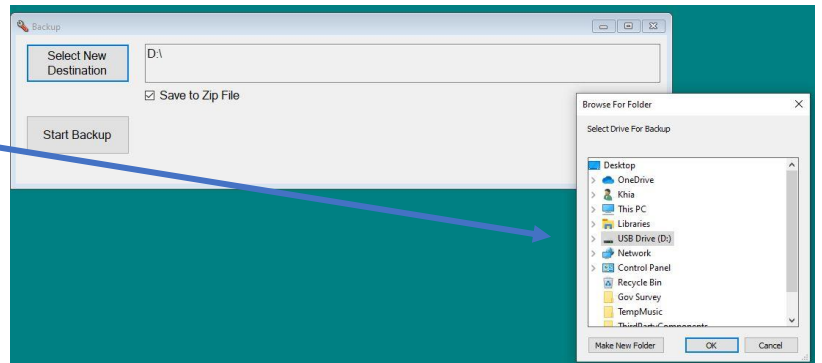 Backup
Select New
Destination
D:\
Save to Zip File
Start Backup
Browse For Folder
Select Drive For Backup
Desktop
OneDrive
Khia
This PC
Libraries
USB Drive (D:)
Network
Control Panel
Recycle Bin
Gov Survey
TempMusic
ThirdPartyComponents
Make New Folder
OK
Cancel